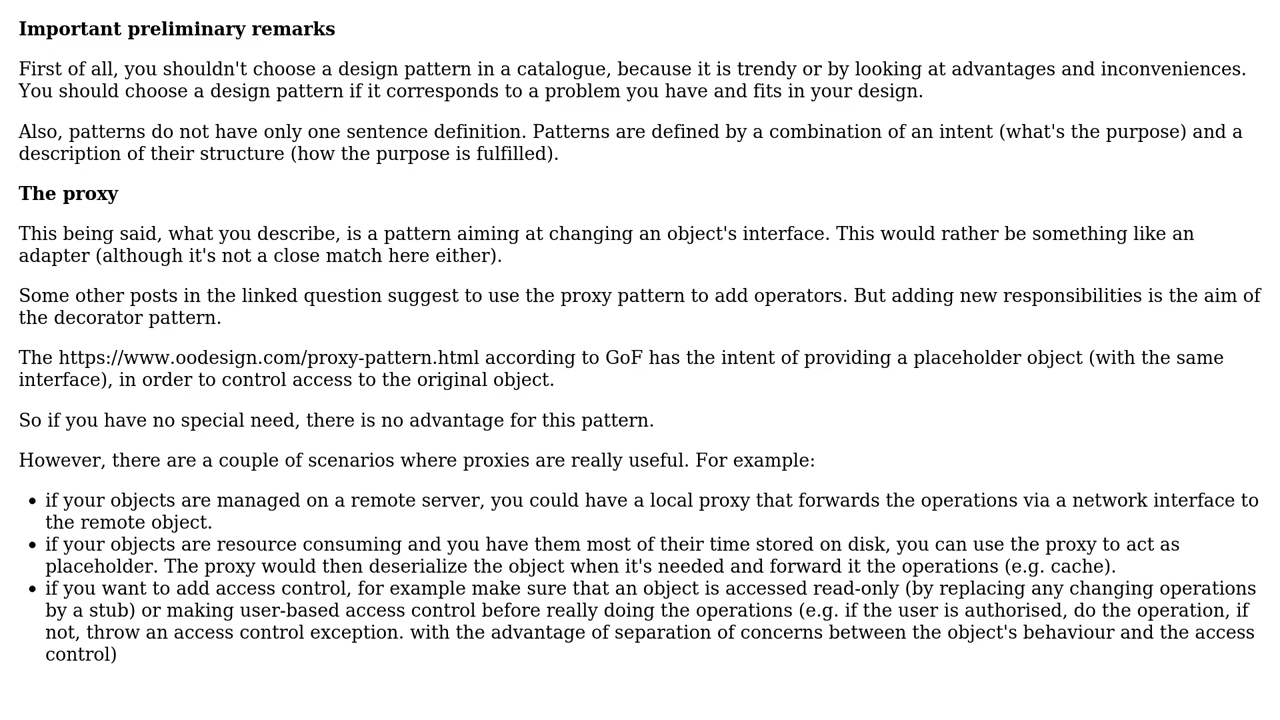 Important preliminary remarks
First of all, you shouldn't choose a design pattern in a catalogue, because it is trendy or by looking at advantages and inconveniences.
You should choose a design pattern if it corresponds to a problem you have and fits in your design.
Also, patterns do not have only one sentence definition. Patterns are defined by a combination of an intent (what's the purpose) and a
description of their structure (how the purpose is fulfilled).
The proxy
This being said, what you describe, is a pattern aiming at changing an object's interface. This would rather be something like an
adapter (although it's not a close match here either).
Some other posts in the linked question suggest to use the proxy pattern to add operators. But adding new responsibilities is the aim of
the decorator pattern.
The https://www.oodesign.com/proxy-pattern.html according to GoF has the intent of providing a placeholder object (with the same
interface), in order to control access to the original object.
So if you have no special need, there is no advantage for this pattern.
However, there are a couple of scenarios where proxies are really useful. For example:
• if your objects are managed on a remote server, you could have a local proxy that forwards the operations via a network interface to
the remote object.
• if your objects are resource consuming and you have them most of their time stored on disk, you can use the proxy to act as
placeholder. The proxy would then deserialize the object when it's needed and forward it the operations (e.g. cache).
• if you want to add access control, for example make sure that an object is accessed read-only (by replacing any changing operations
by a stub) or making user-based access control before really doing the operations (e.g. if the user is authorised, do the operation, if
not, throw an access control exception. with the advantage of separation of concerns between the object's behaviour and the access
control)